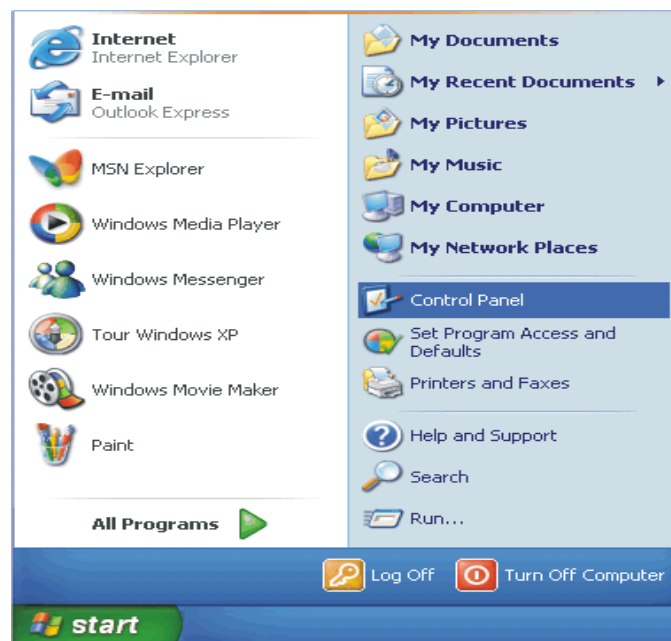 Internet
Internet Explorer
E-mail
Outlook Express
MSN Explorer
Windows Media Player
Windows Messenger
Tour Windows XP
Windows Movie Maker
Paint
All Programs
My Documents
My Recent Documents
My Pictures
My Music
My Computer
My Network Places
Control Panel
Set Program Access and
Defaults
Printers and Faxes
Help and Support
Search
Run...
Log Off
Turn Off Computer
start